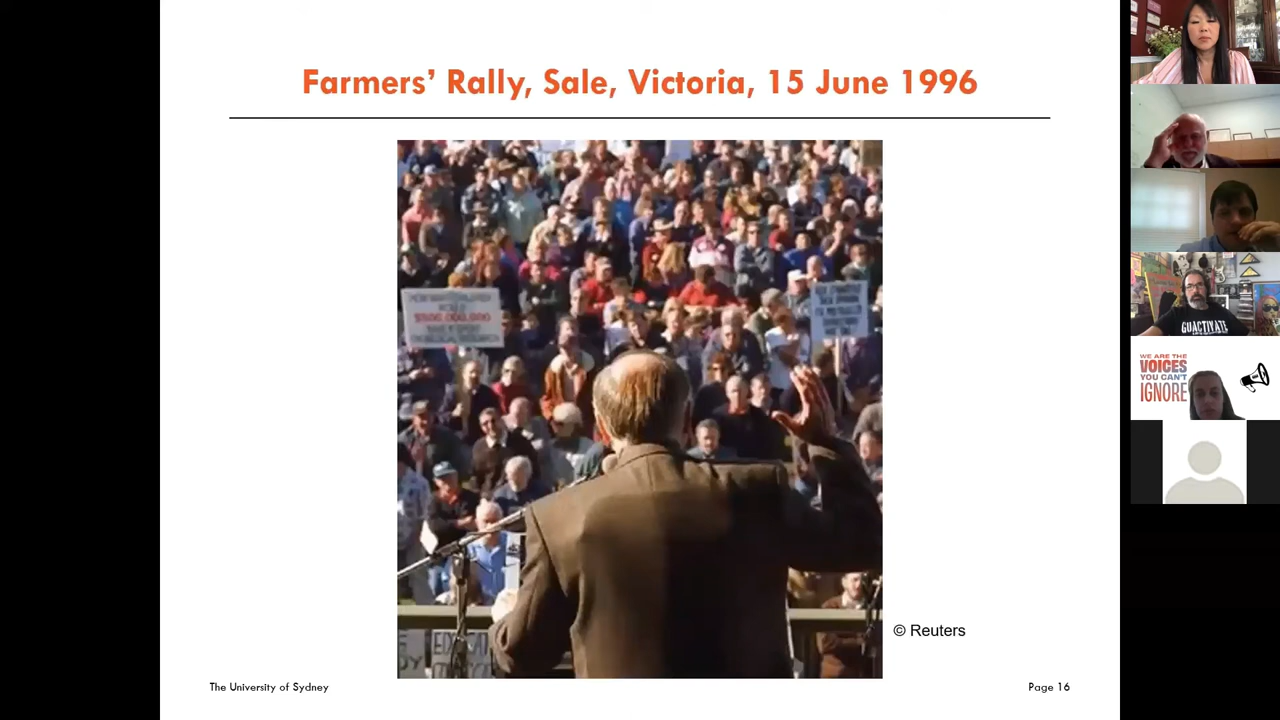 Farmers’ Rally, Sale, Victoria, 15 June 1996
© Reuters
The University of Sydney
Page 16
GUACTIVATE
WE ARE THE
VOICES
YOU CAN'T
IGNORE